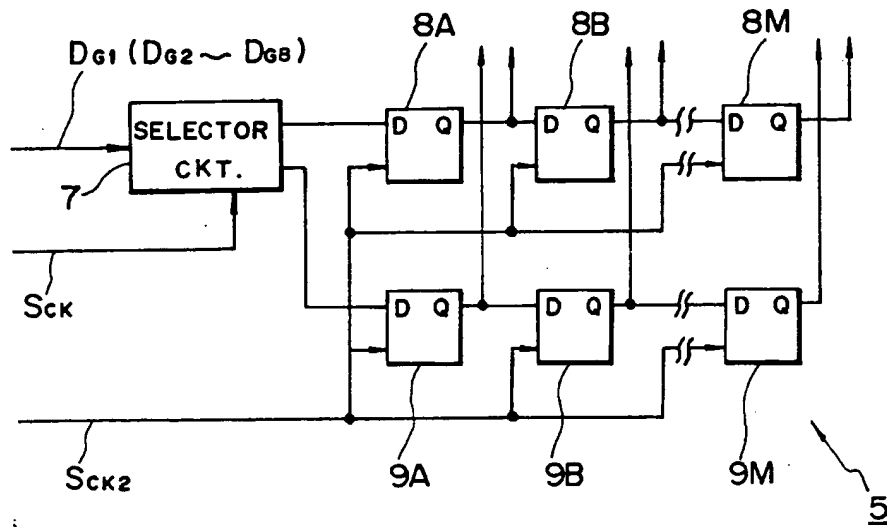 8A
8B
8M
DG1 (DG2 ~ DG8)
SELECTOR
CKT.
7
D Q
D Q
D Q
SCK
D Q
D Q
D Q
SCK2
9A
9B
9M
5